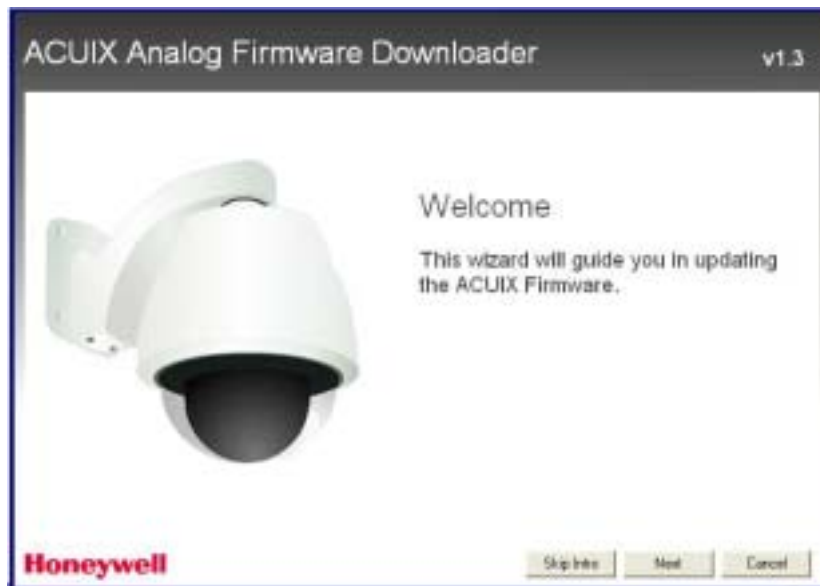 ACUIX Analog Firmware Downloader
v1.3
Welcome
This wizard will guide you in updating
the ACUIX Firmware.
Honeywell
Skip Intro
Next
Cancel